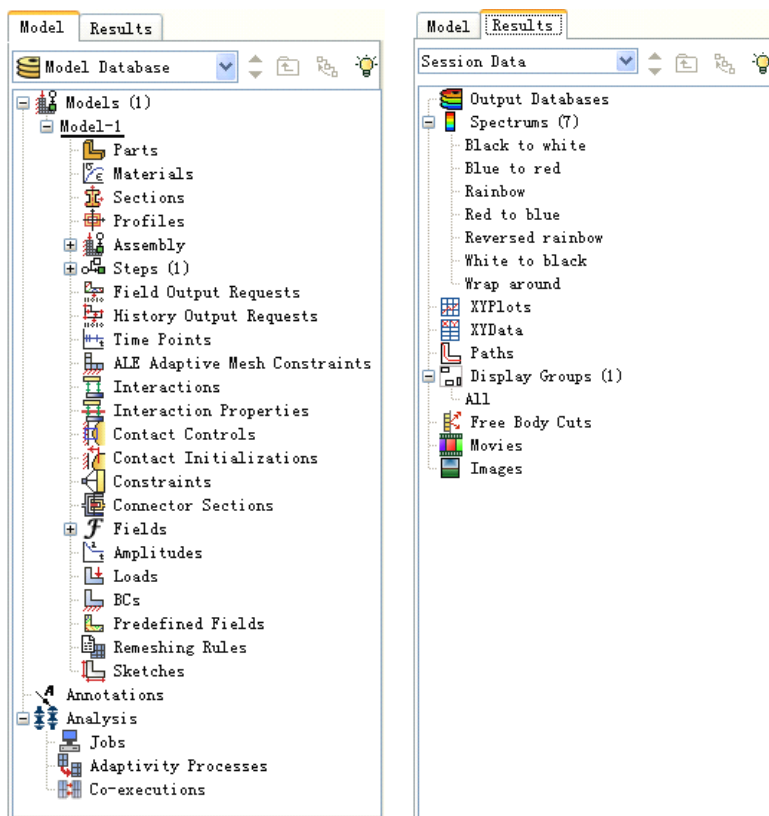 Model Results
Model Database
Models (1)
Model-1
Parts
Materials
Sections
Profiles
Assembly
Steps (1)
Field Output Requests
History Output Requests
Time Points
ALE Adaptive Mesh Constraints
Interactions
Interaction Properties
Contact Controls
Contact Initializations
Constraints
Connector Sections
Fields
Amplitudes
Loads
BCs
Predefined Fields
Remeshing Rules
Sketches
Annotations
Analysis
Jobs
Adaptivity Processes
Co-executions
Model Results
Session Data
Output Databases
Spectrums (7)
Black to white
Blue to red
Rainbow
Red to blue
Reversed rainbow
White to black
Wrap around
XYPlots
XYData
Paths
Display Groups (1)
All
Free Body Cuts
Movies
Images